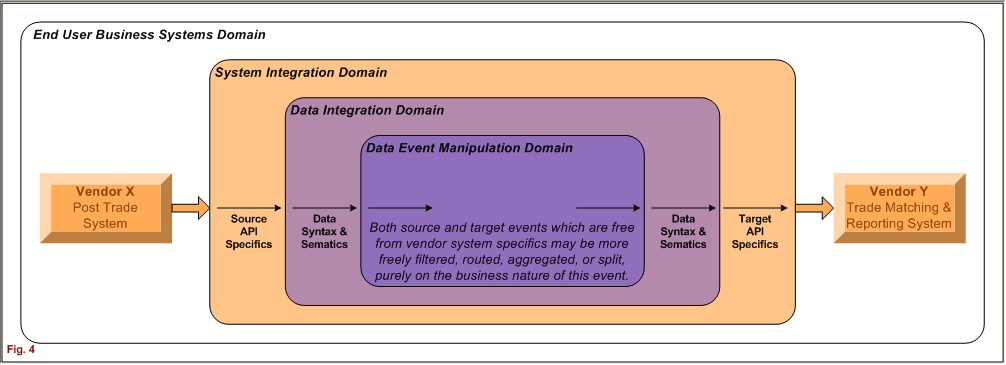 End User Business Systems Domain
System Integration Domain
Data Integration Domain
Data Event Manipulation Domain
Vendor X
Post Trade
System
Source
API
Specifics
Data
Syntax &
Sematics
Both source and target events which are free
from vendor system specifics may be more
freely filtered, routed, aggregated, or split,
purely on the business nature of this event.
Data
Syntax &
Sematics
Target
API
Specifics
Vendor Y
Trade Matching &
Reporting System
Fig. 4